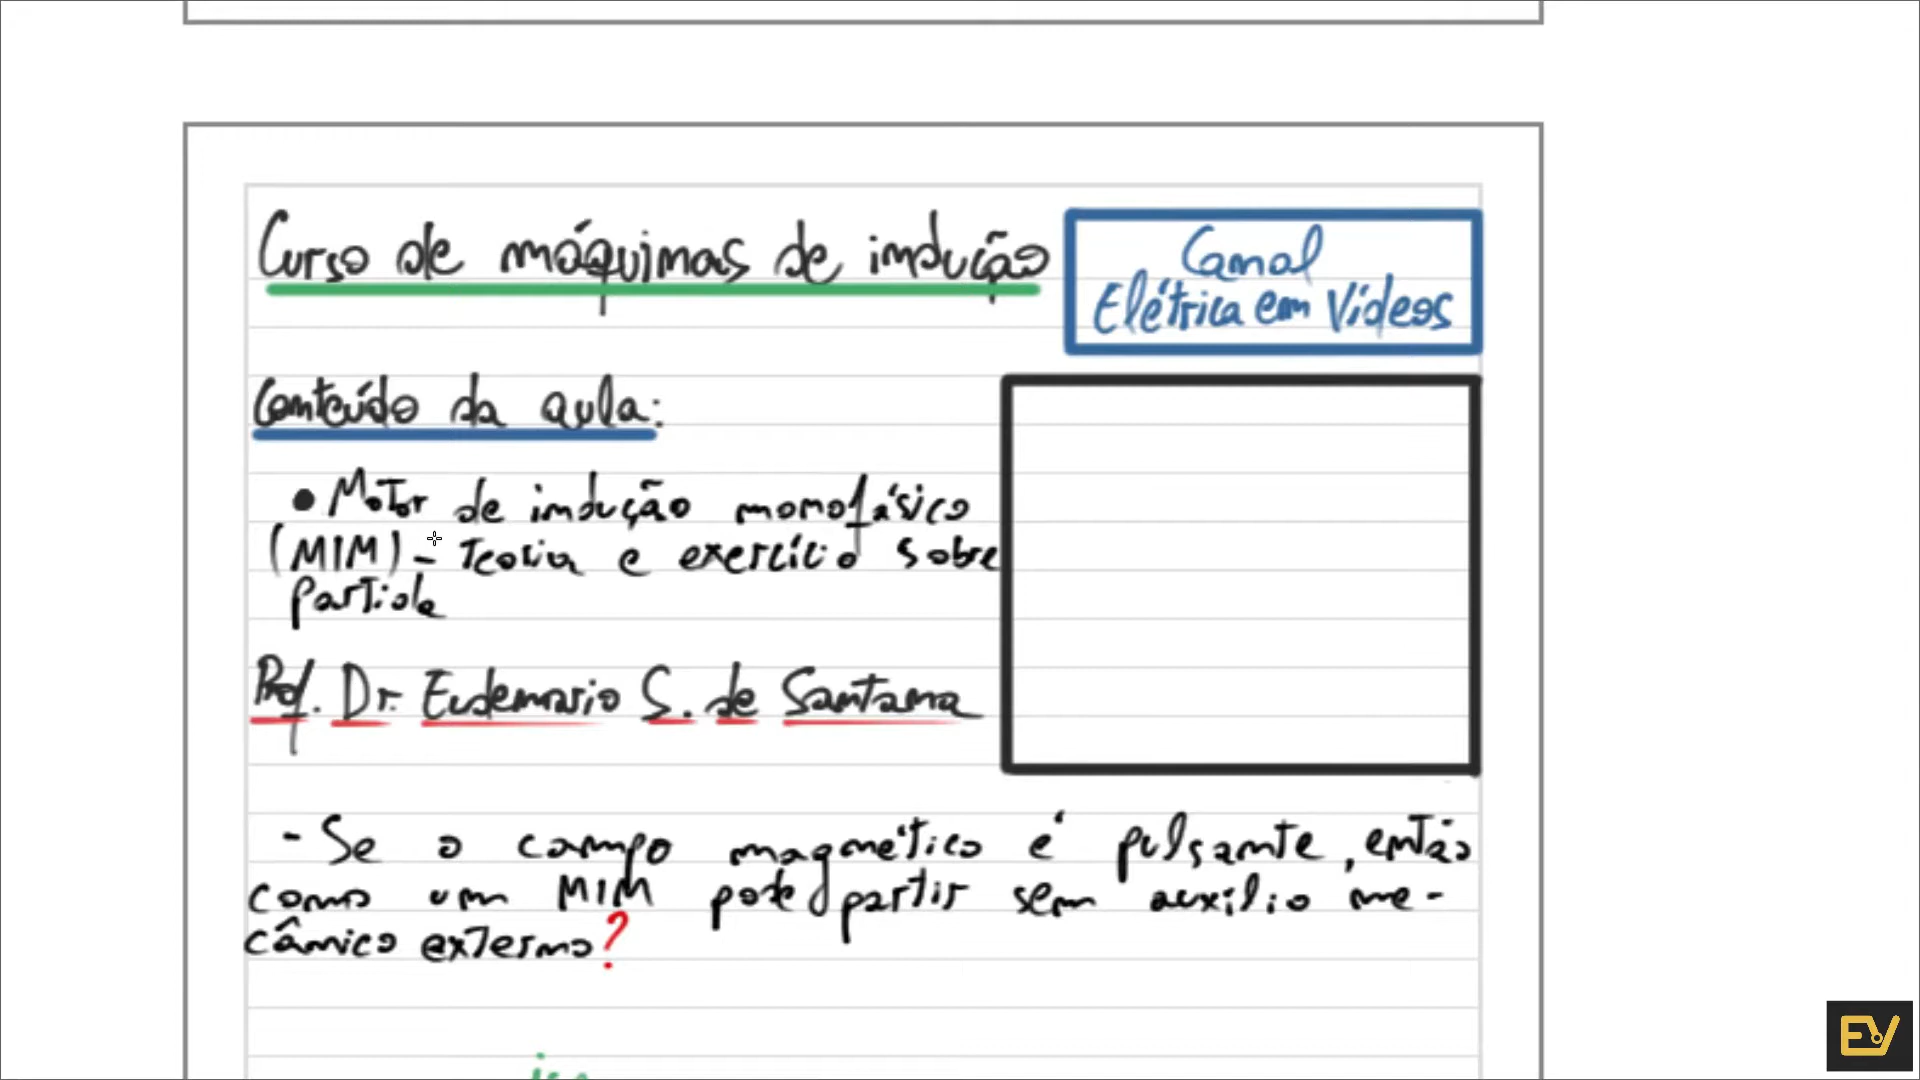 Curso de máquinas de indução
Canal
Elétrica em Vídeos
Conteúdo da aula:
• Motor de indução monofásico
(MIM) - Teoria e exercício sobre
partida
Prof. Dr. Eudemario S. de Santana
- Se o campo magnético é pulsante, então
como um MIM pode partir sem auxílio me-
cânico externo?
EV